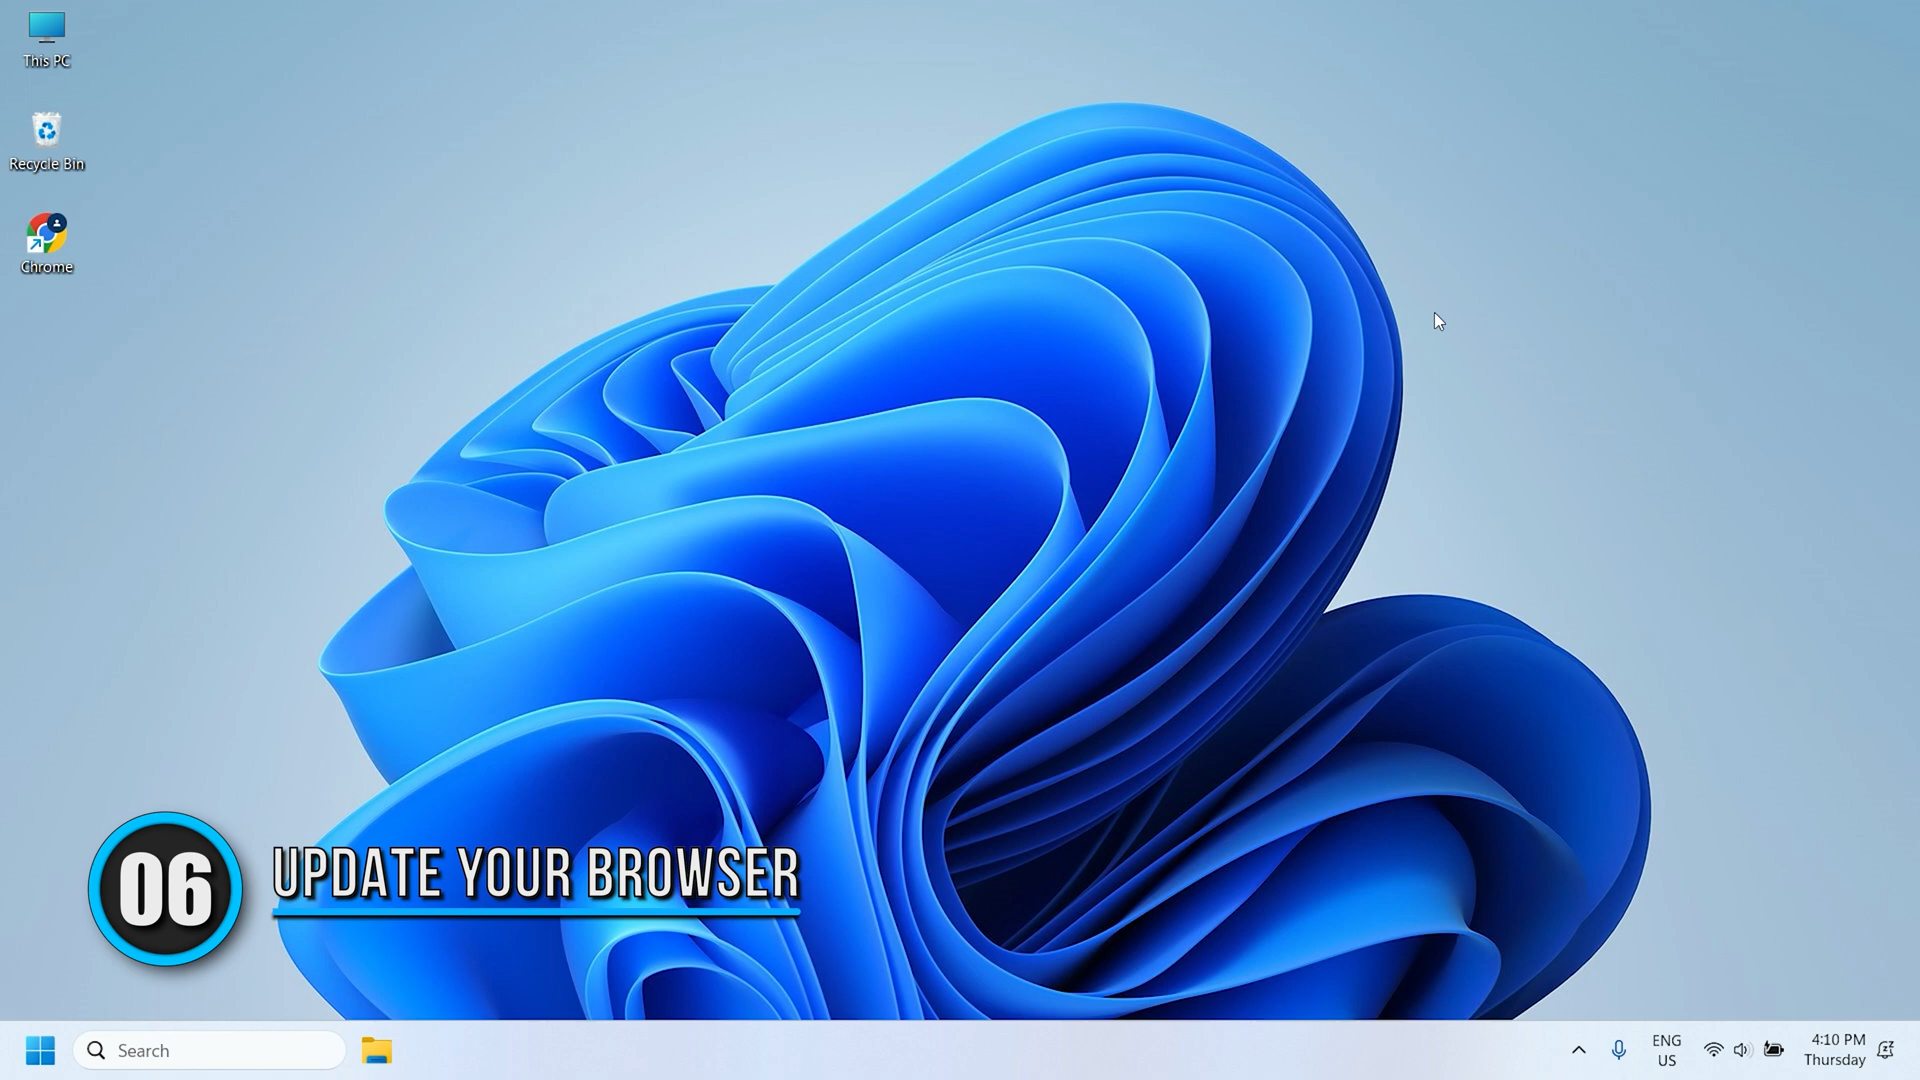 This PC
Recycle Bin
Chrome
06
UPDATE YOUR BROWSER
Search
ENG
US
4:10 PM
Thursday